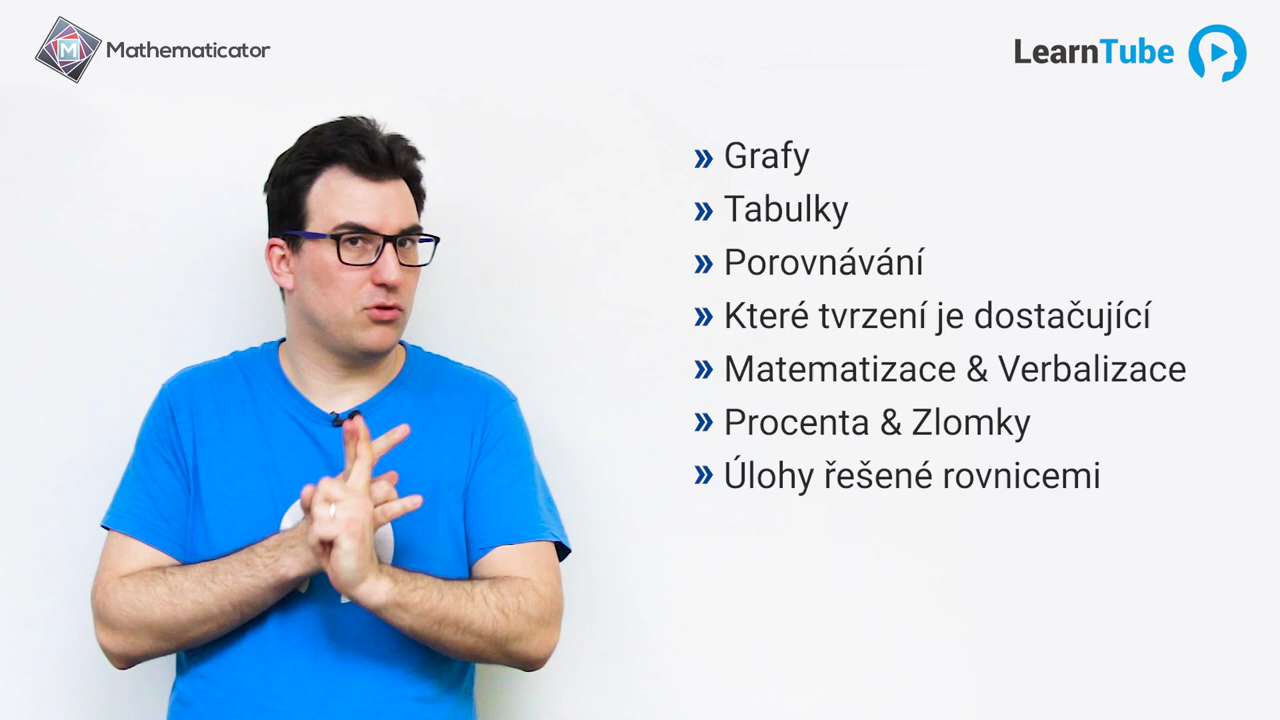 M Mathematicator
LearnTube
» Grafy
» Tabulky
» Porovnávání
» Které tvrzení je dostačující
» Matematizace & Verbalizace
» Procenta & Zlomky
» Úlohy řešené rovnicemi